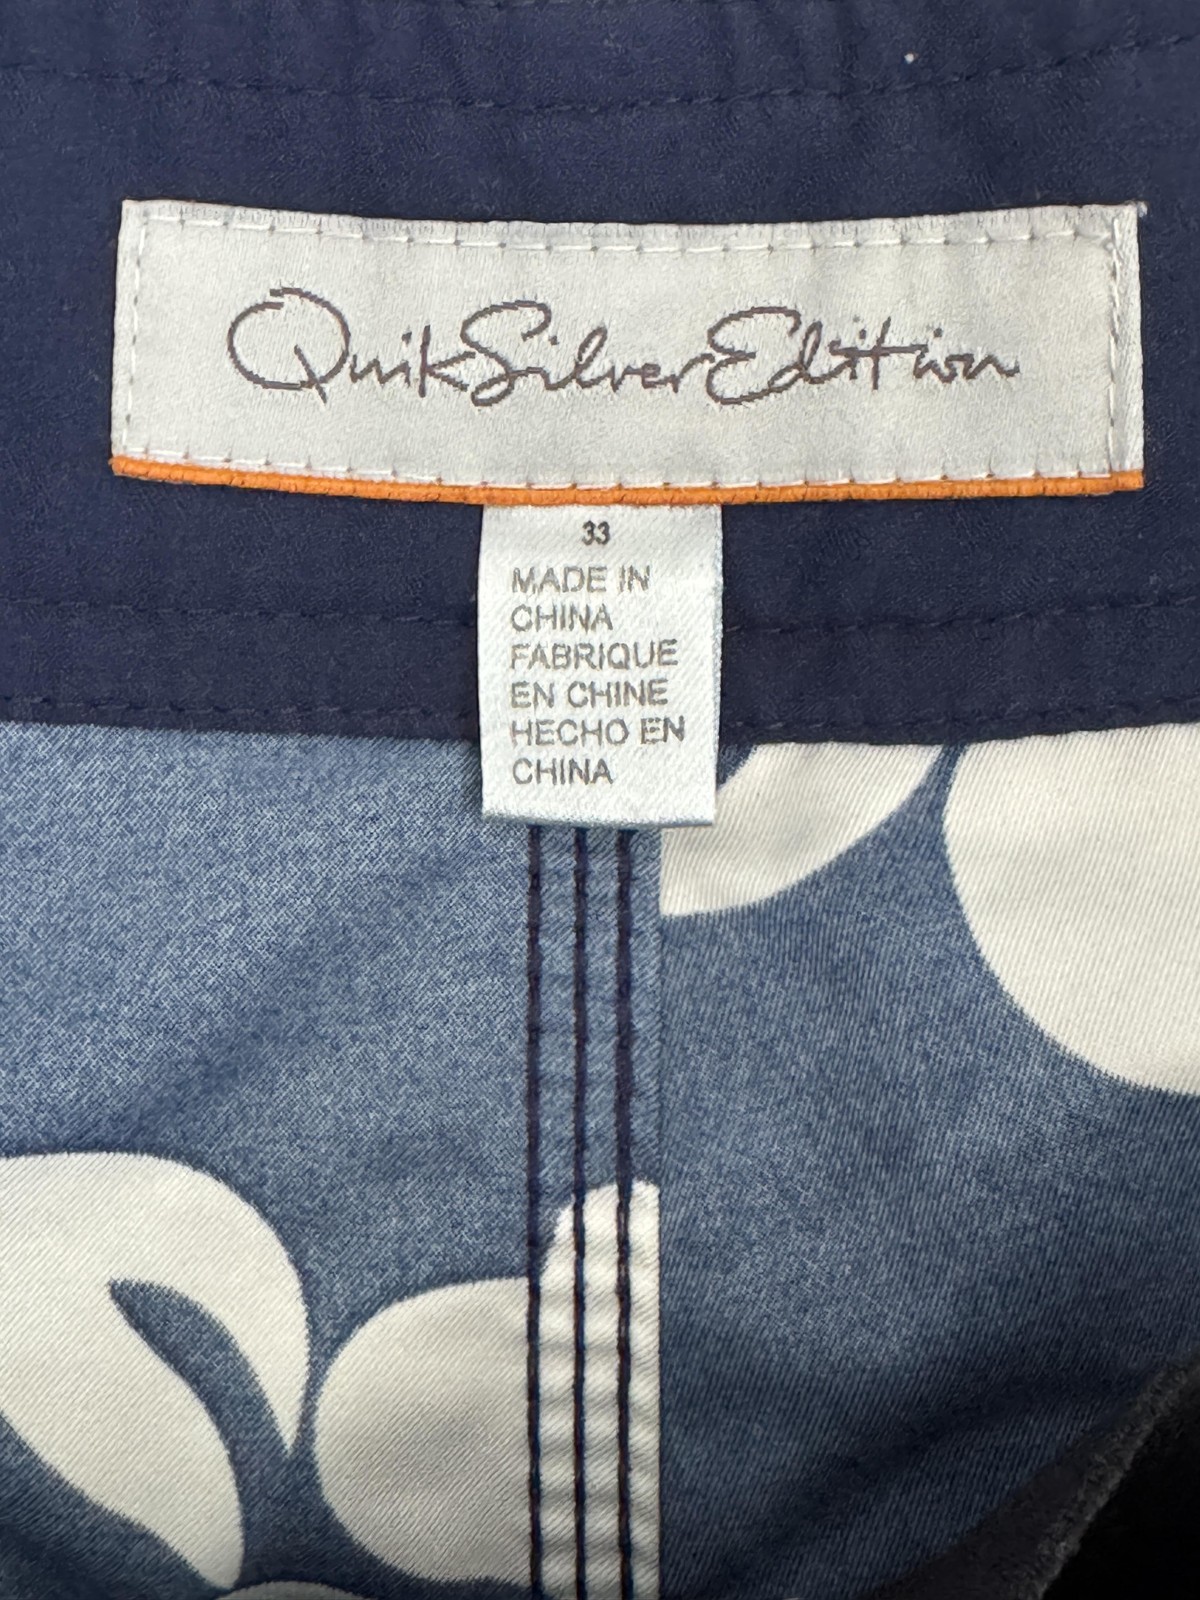 QuikSilverEdition
33
MADE IN
CHINA
FABRIQUE
EN CHINE
HECHO EN
CHINA